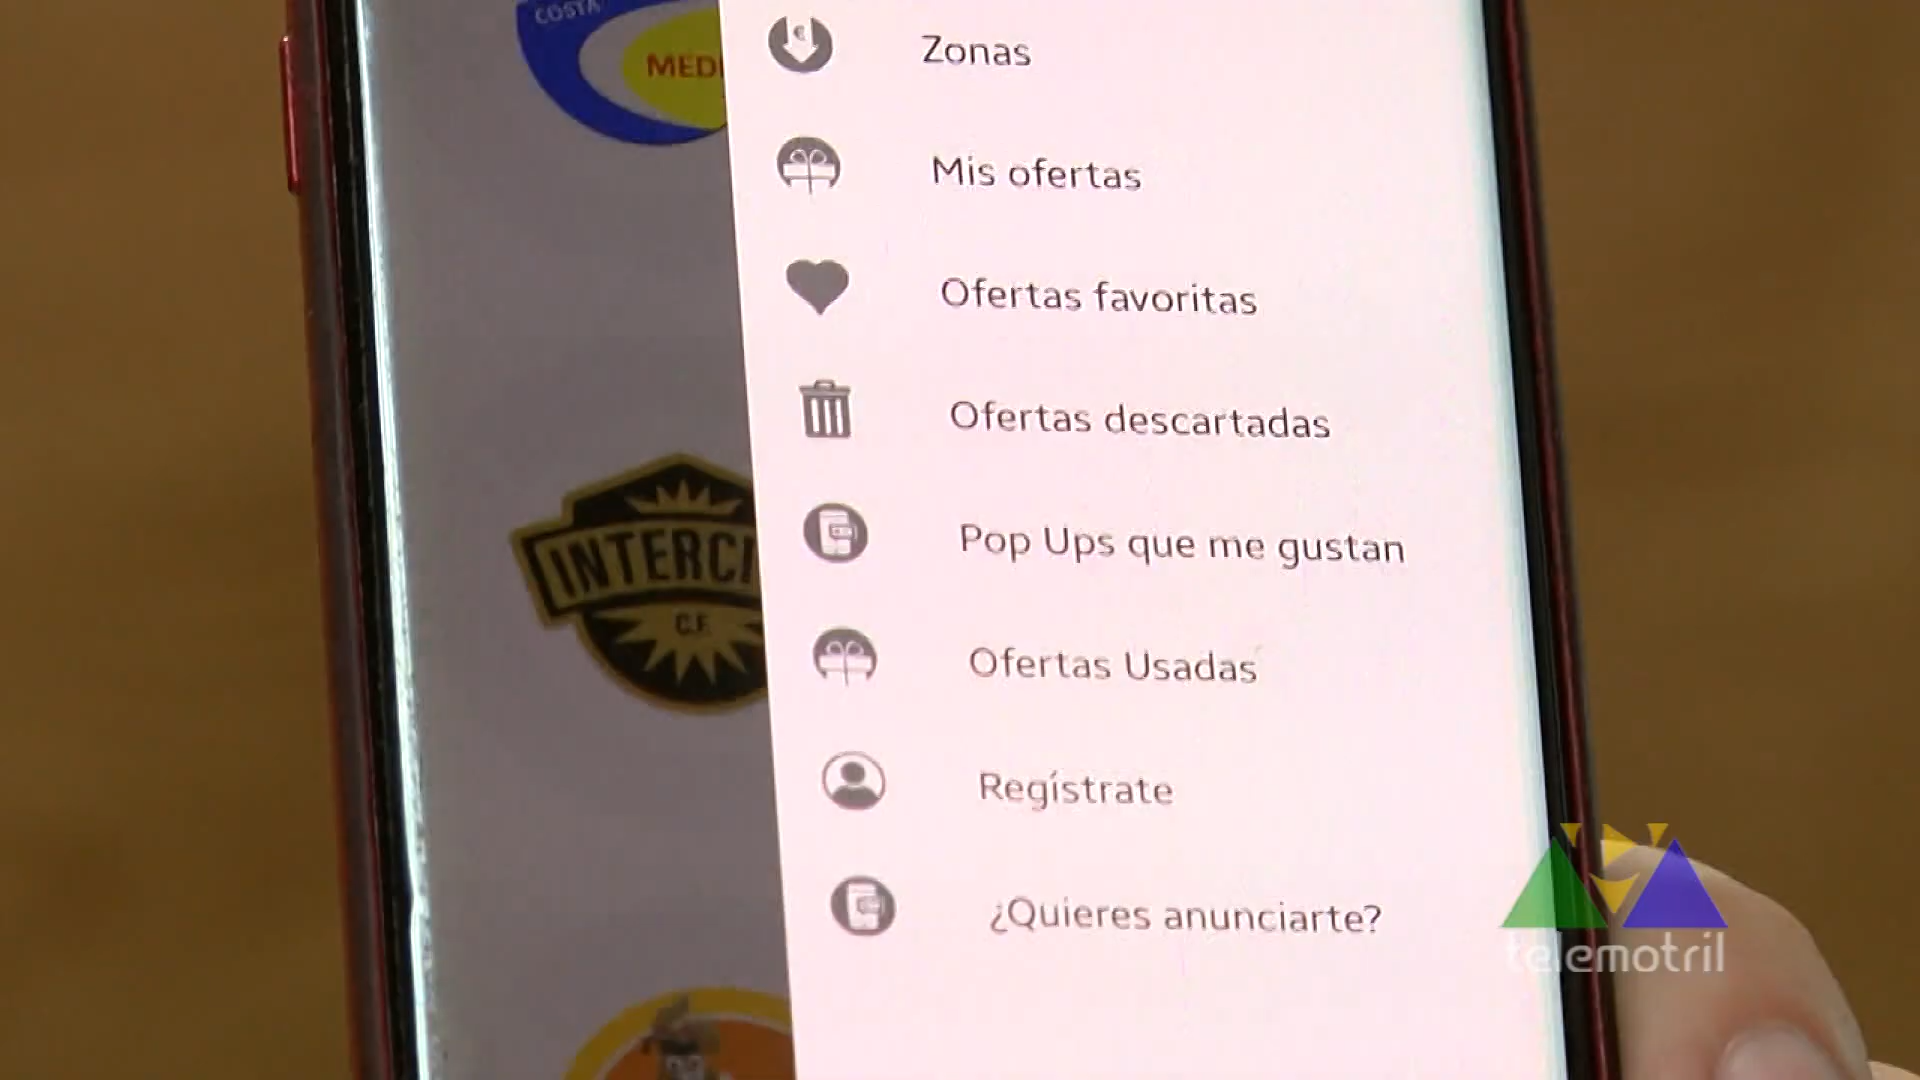 COSTA
MEDI
Zonas
Mis ofertas
Ofertas favoritas
Ofertas descartadas
INTERCI
C.F.
Pop Ups que me gustan
Ofertas Usadas
Regístrate
¿Quieres anunciarte?
telemotril